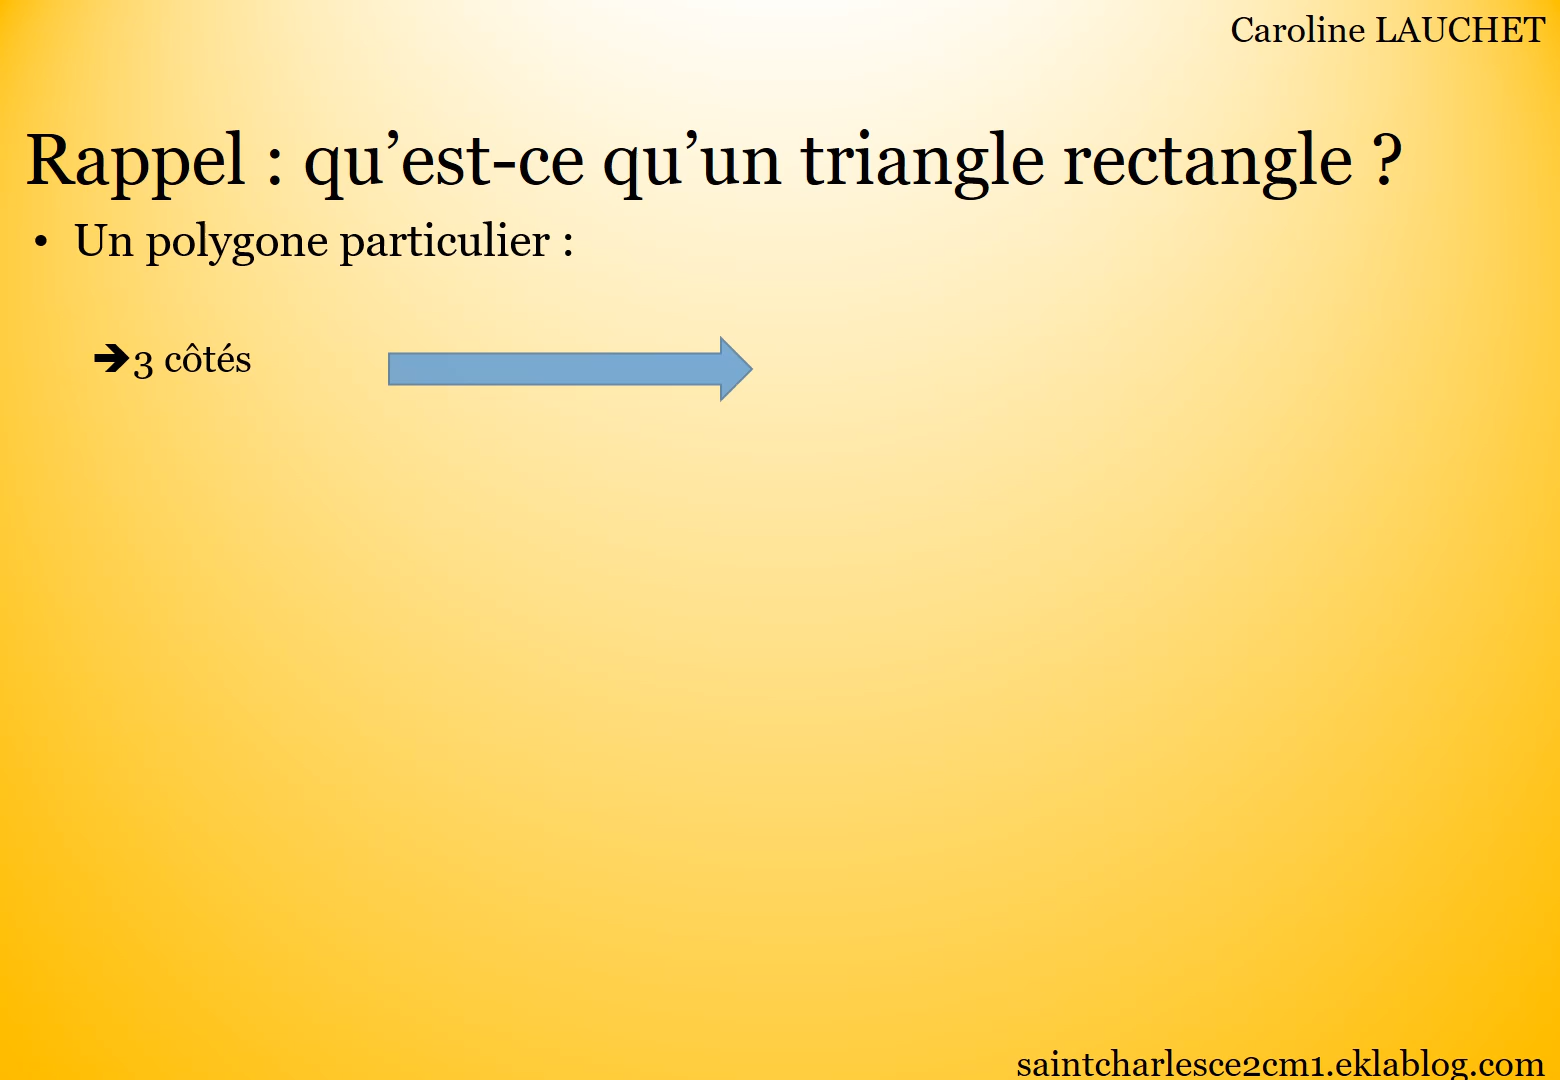 Caroline LAUCHET
Rappel : qu’est-ce qu’un triangle rectangle ?
• Un polygone particulier :
➔3 côtés
saintcharlesce2cm1.eklablog.com